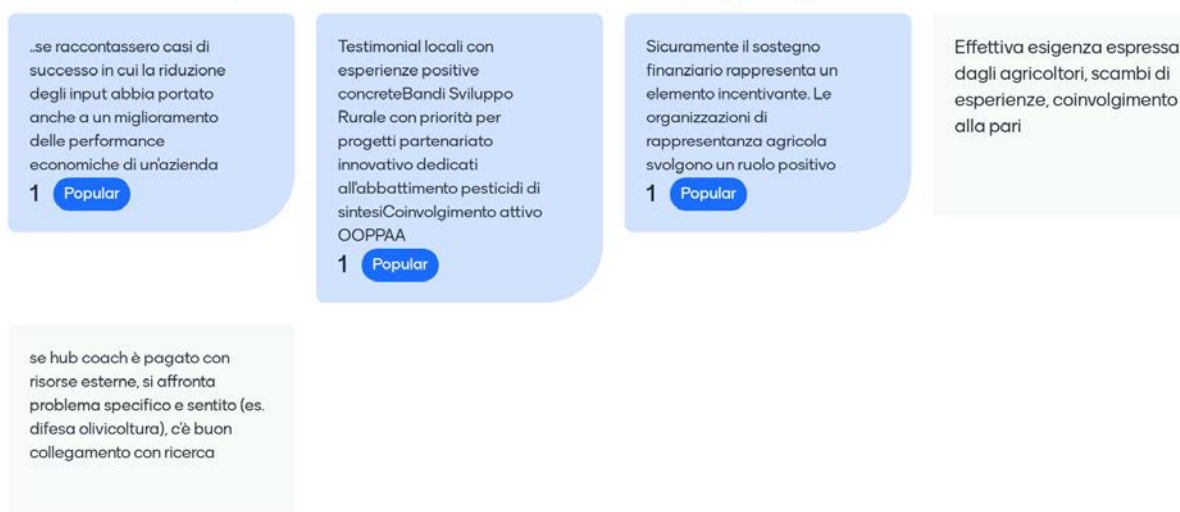 ..se raccontassero casi di
successo in cui la riduzione
degli input abbia portato
anche a un miglioramento
delle performance
economiche di un'azienda
1 Popular
Testimonial locali con
esperienze positive
concreteBandi Sviluppo
Rurale con priorità per
progetti partenariato
innovativo dedicati
all'abbattimento pesticidi di
sintesiCoinvolgimento attivo
OOPPAA
1 Popular
Sicuramente il sostegno
finanziario rappresenta un
elemento incentivante. Le
organizzazioni di
rappresentanza agricola
svolgono un ruolo positivo
1 Popular
Effettiva esigenza espressa
dagli agricoltori, scambi di
esperienze, coinvolgimento
alla pari
se hub coach è pagato con
risorse esterne, si affronta
problema specifico e sentito (es.
difesa olivicoltura), c'è buon
collegamento con ricerca